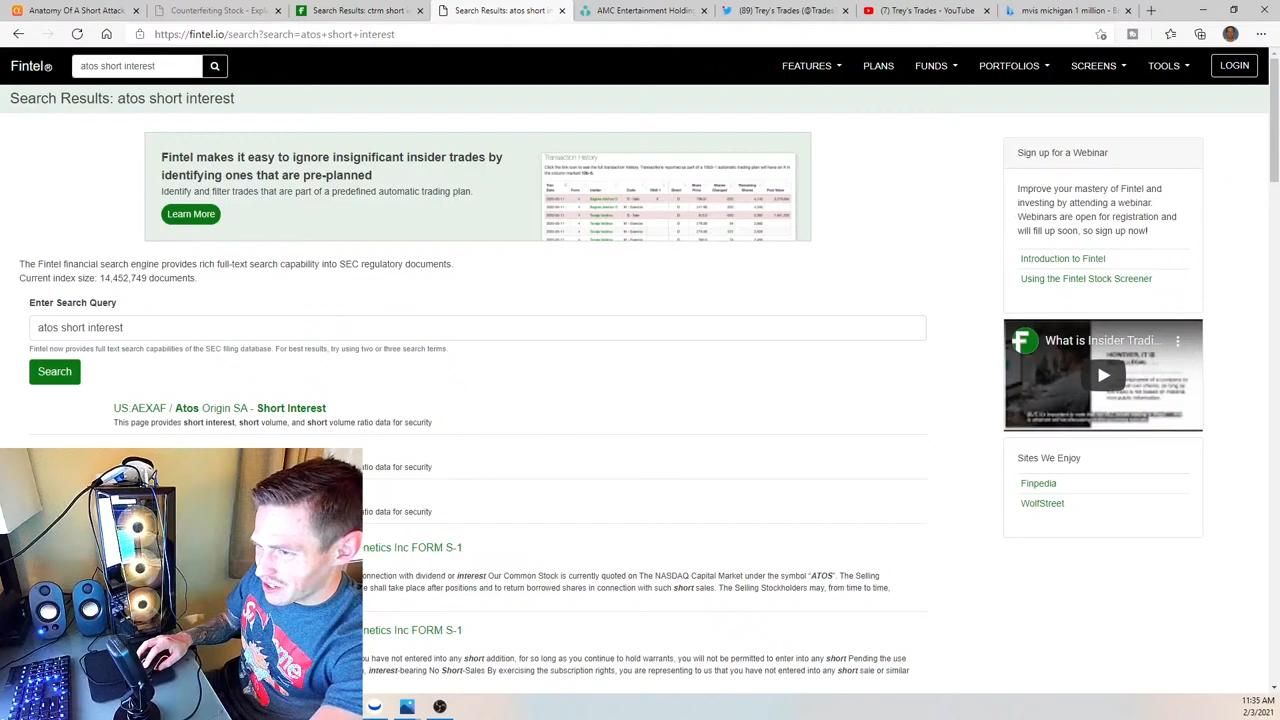 Anatomy Of A Short Attack
Counterfeiting Stock - Expl
Search Results: ctrm short in
Search Results: atos short int
AMC Entertainment Holding
(89) Trey's Trades (@Trades
(7) Trey's Trades - YouTube
mvis michigan 1 million - B
https://fintel.io/search?search=atos+short+interest
Fintel®
atos short interest
FEATURES
PLANS
FUNDS
PORTFOLIOS
SCREENS
TOOLS
LOGIN
Search Results: atos short interest
Fintel makes it easy to ignore insignificant insider trades by
identifying ones that are pre-planned
Identify and filter trades that are part of a predefined automatic trading plan.
Learn More
Transaction History
The Fintel financial search engine provides rich full-text search capability into SEC regulatory documents.
Current index size: 14,452,749 documents.
Enter Search Query
atos short interest
Fintel now provides full text search capabilities of the SEC filing database. For best results, try using two or three search terms.
Search
US.AEXAF / Atos Origin SA - Short Interest
This page provides short interest, short volume, and short volume ratio data for security
atio data for security
atio data for security
netics Inc FORM S-1
onnection with dividend or interest Our Common Stock is currently quoted on The NASDAQ Capital Market under the symbol "ATOS". The Selling
e shall take place after positions and to return borrowed shares in connection with such short sales. The Selling Stockholders may, from time to time,
netics Inc FORM S-1
ou have not entered into any short addition, for so long as you continue to hold warrants, you will not be permitted to enter into any short Pending the use
, interest-bearing No Short-Sales By exercising the subscription rights, you are representing to us that you have not entered into any short sale or similar
Sign up for a Webinar
Improve your mastery of Fintel and
investing by attending a webinar.
Webinars are open for registration and
will fill up soon, so sign up now!
Introduction to Fintel
Using the Fintel Stock Screener
What is Insider Tradi...
Sites We Enjoy
Finpedia
WolfStreet
11:35 AM
2/3/2021